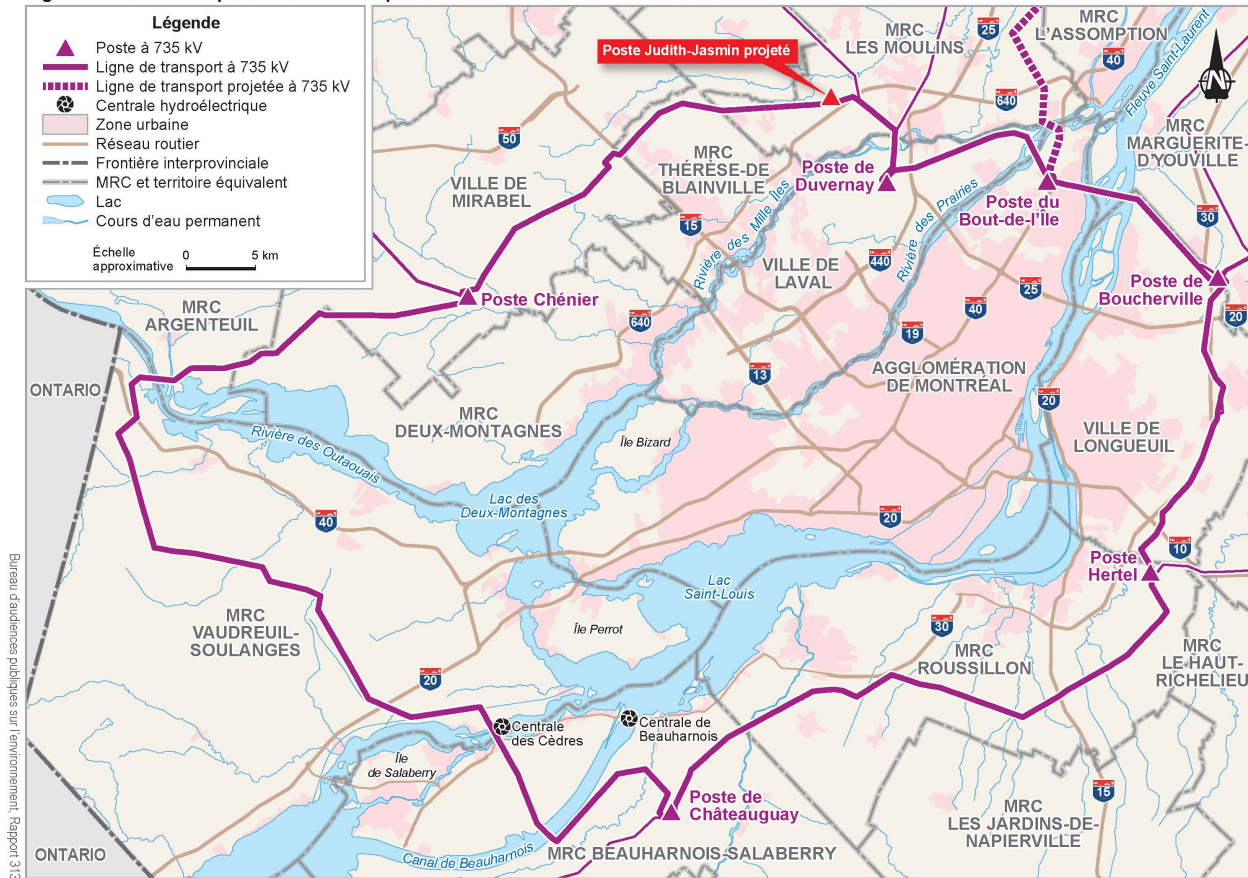 Légende
Poste à 735 kV
Ligne de transport à 735 kV
Ligne de transport projetée à 735 kV
Centrale hydroélectrique
Zone urbaine
Réseau routier
Frontière interprovinciale
MRC et territoire équivalent
Lac
Cours d'eau permanent
Échelle
approximative
0 5 km
Poste Judith-Jasmin projeté
MRC
LES MOULINS
25
MRC
L'ASSOMPTION
40
Fleuve Saint-Laurent
N
640
50
MRC
THÉRÈSE-DE-
BLAINVILLE
Poste de
Duvernay
MRC
MARGUERITE-
D'YOUVILLE
VILLE DE
MIRABEL
Poste du
Bout-de-l'Île
30
15
Rivière des Mille Îles
Rivière des Prairies
VILLE DE
LAVAL
440
Poste de
Boucherville
25
Poste Chénier
MRC
ARGENTEUIL
640
40
19
20
ONTARIO
13
AGGLOMÉRATION
DE MONTRÉAL
20
MRC
DEUX-MONTAGNES
Île Bizard
VILLE DE
LONGUEUIL
Rivière des Outaouais
Lac des
Deux-Montagnes
40
20
10
Poste
Hertel
Lac
Saint-Louis
MRC
VAUDREUIL-
SOULANGES
Île Perrot
30
MRC
ROUSSILLON
MRC
LE HAUT-
RICHELIEU
20
Centrale
des Cèdres
Centrale de
Beauharnois
Île
de Salaberry
Poste de
Châteauguay
15
MRC
LES JARDINS-DE-
NAPIERVILLE
ONTARIO
Canal de Beauharnois
MRC BEAUHARNOIS-SALABERRY
Bureau d'audiences publiques sur l'environnement, Rapport 313